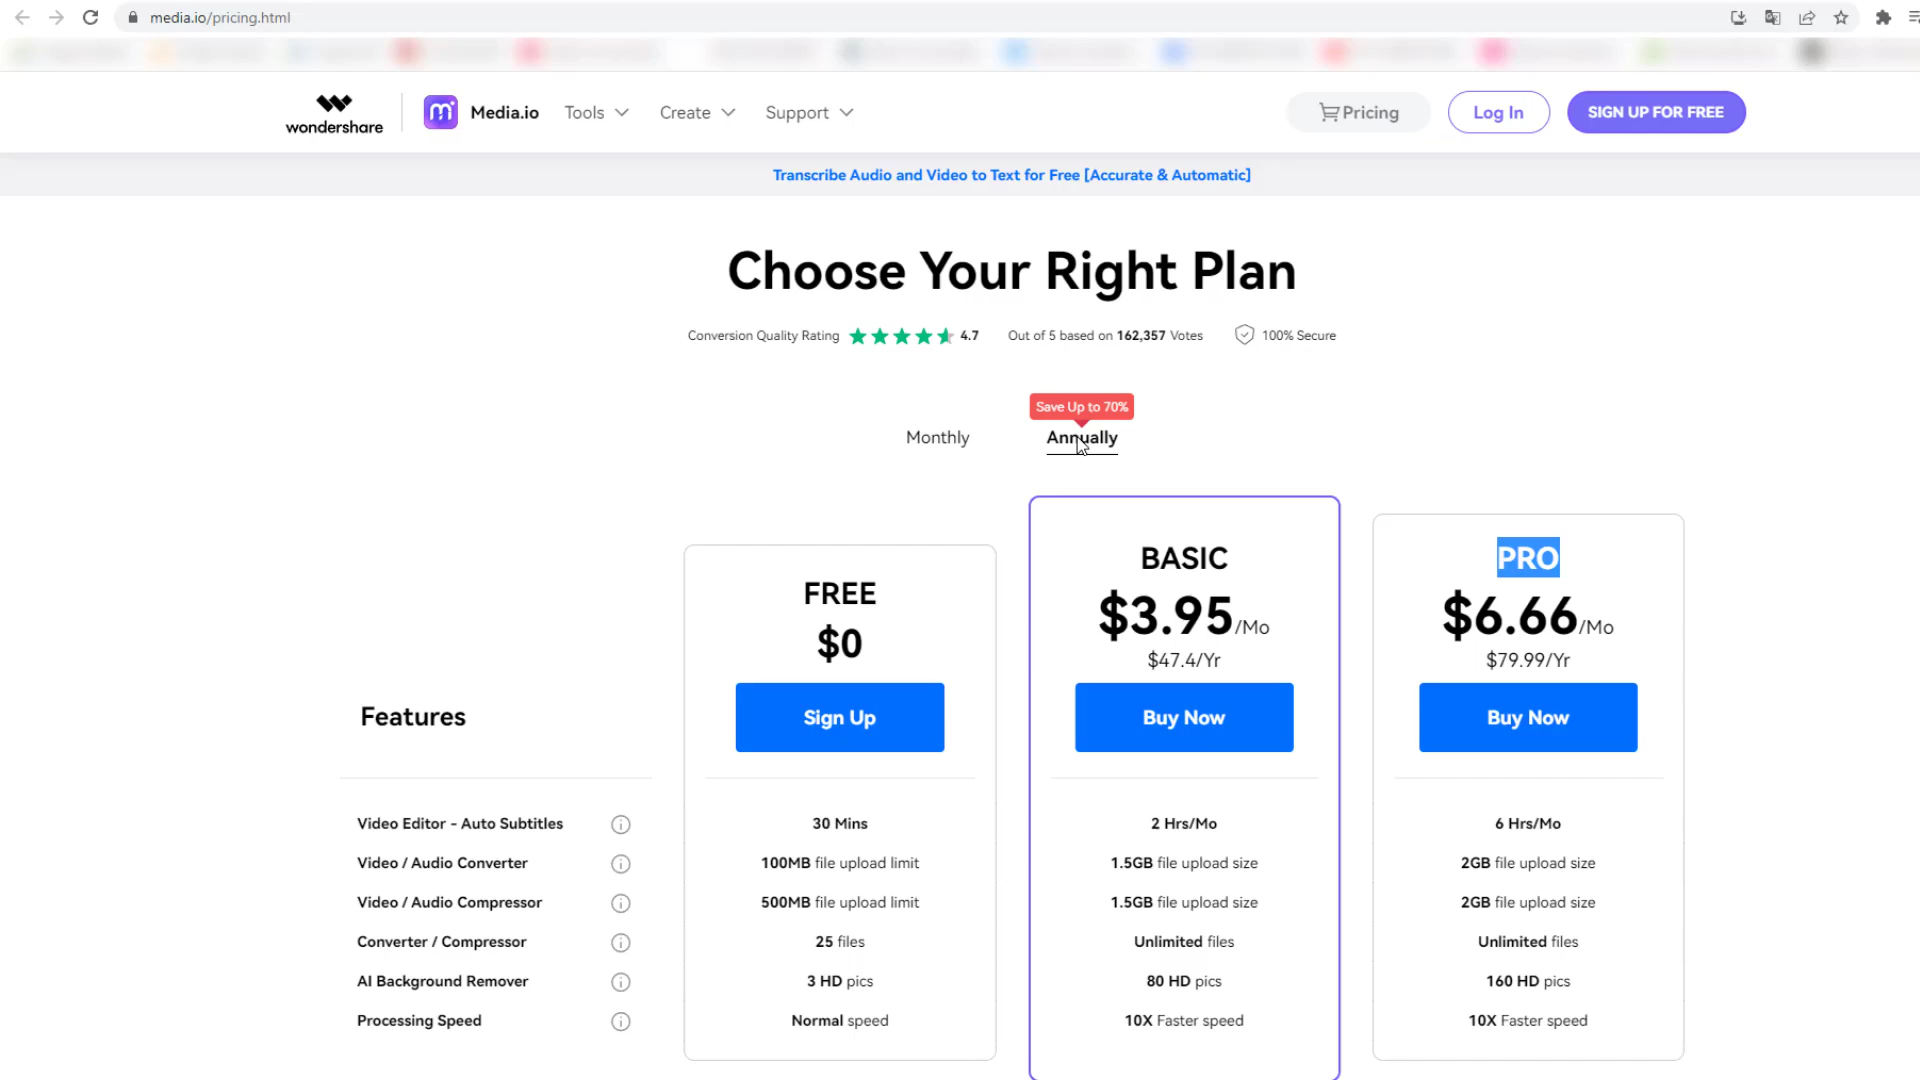 media.io/pricing.html
wondershare
Media.io Tools Create Support Pricing Log In SIGN UP FOR FREE
Transcribe Audio and Video to Text for Free [Accurate & Automatic]
Choose Your Right Plan
Conversion Quality Rating 4.7 Out of 5 based on 162,357 Votes 100% Secure
Save Up to 70%
Monthly Annually
FREE BASIC PRO
$0 $3.95/Mo $6.66/Mo
$47.4/Yr $79.99/Yr
Features Sign Up Buy Now Buy Now
Video Editor - Auto Subtitles 30 Mins 2 Hrs/Mo 6 Hrs/Mo
Video / Audio Converter 100MB file upload limit 1.5GB file upload size 2GB file upload size
Video / Audio Compressor 500MB file upload limit 1.5GB file upload size 2GB file upload size
Converter / Compressor 25 files Unlimited files Unlimited files
AI Background Remover 3 HD pics 80 HD pics 160 HD pics
Processing Speed Normal speed 10X Faster speed 10X Faster speed